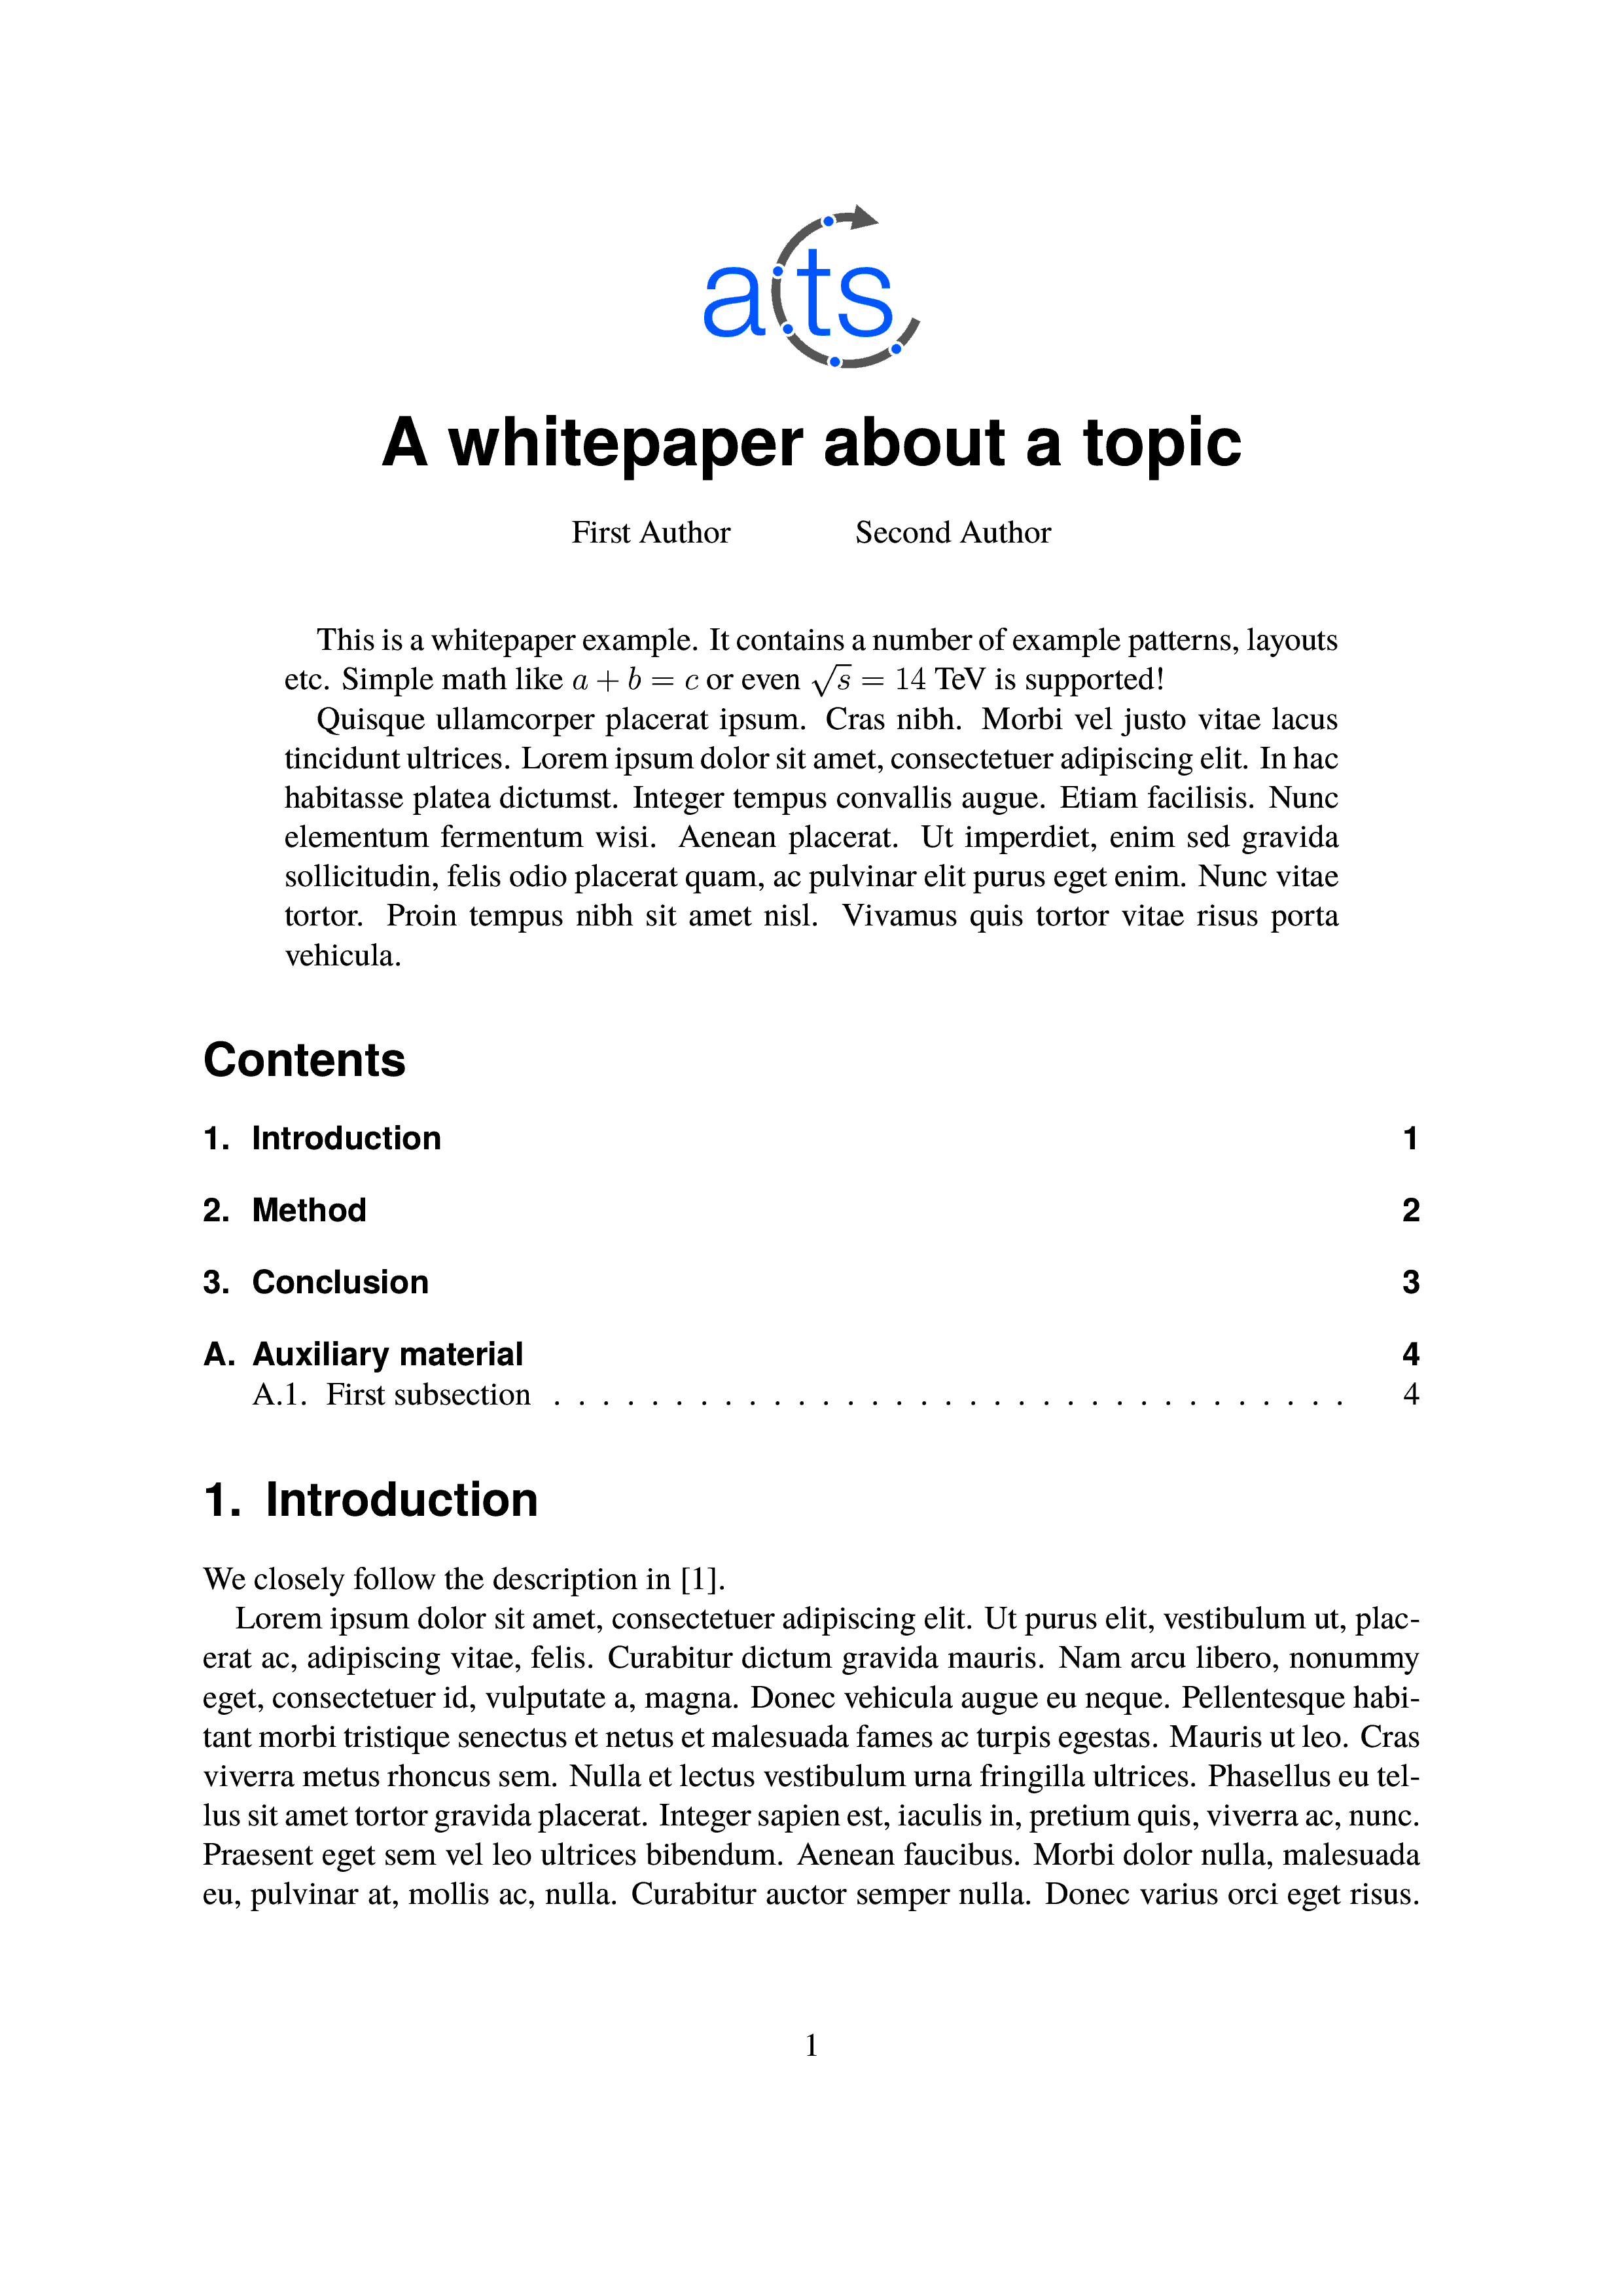 acts
A whitepaper about a topic
First Author Second Author
This is a whitepaper example. It contains a number of example patterns, layouts
etc. Simple math like a + b = c or even √s = 14 TeV is supported!
Quisque ullamcorper placerat ipsum. Cras nibh. Morbi vel justo vitae lacus
tincidunt ultrices. Lorem ipsum dolor sit amet, consectetuer adipiscing elit. In hac
habitasse platea dictumst. Integer tempus convallis augue. Etiam facilisis. Nunc
elementum fermentum wisi. Aenean placerat. Ut imperdiet, enim sed gravida
sollicitudin, felis odio placerat quam, ac pulvinar elit purus eget enim. Nunc vitae
tortor. Proin tempus nibh sit amet nisl. Vivamus quis tortor vitae risus porta
vehicula.
Contents
1. Introduction 1
2. Method 2
3. Conclusion 3
A. Auxiliary material 4
A.1. First subsection . . . . . . . . . . . . . . . . . . . . . . . . . . . . . . . . . 4
1. Introduction
We closely follow the description in [1].
Lorem ipsum dolor sit amet, consectetuer adipiscing elit. Ut purus elit, vestibulum ut, plac-
erat ac, adipiscing vitae, felis. Curabitur dictum gravida mauris. Nam arcu libero, nonummy
eget, consectetuer id, vulputate a, magna. Donec vehicula augue eu neque. Pellentesque habi-
tant morbi tristique senectus et netus et malesuada fames ac turpis egestas. Mauris ut leo. Cras
viverra metus rhoncus sem. Nulla et lectus vestibulum urna fringilla ultrices. Phasellus eu tel-
lus sit amet tortor gravida placerat. Integer sapien est, iaculis in, pretium quis, viverra ac, nunc.
Praesent eget sem vel leo ultrices bibendum. Aenean faucibus. Morbi dolor nulla, malesuada
eu, pulvinar at, mollis ac, nulla. Curabitur auctor semper nulla. Donec varius orci eget risus.
1